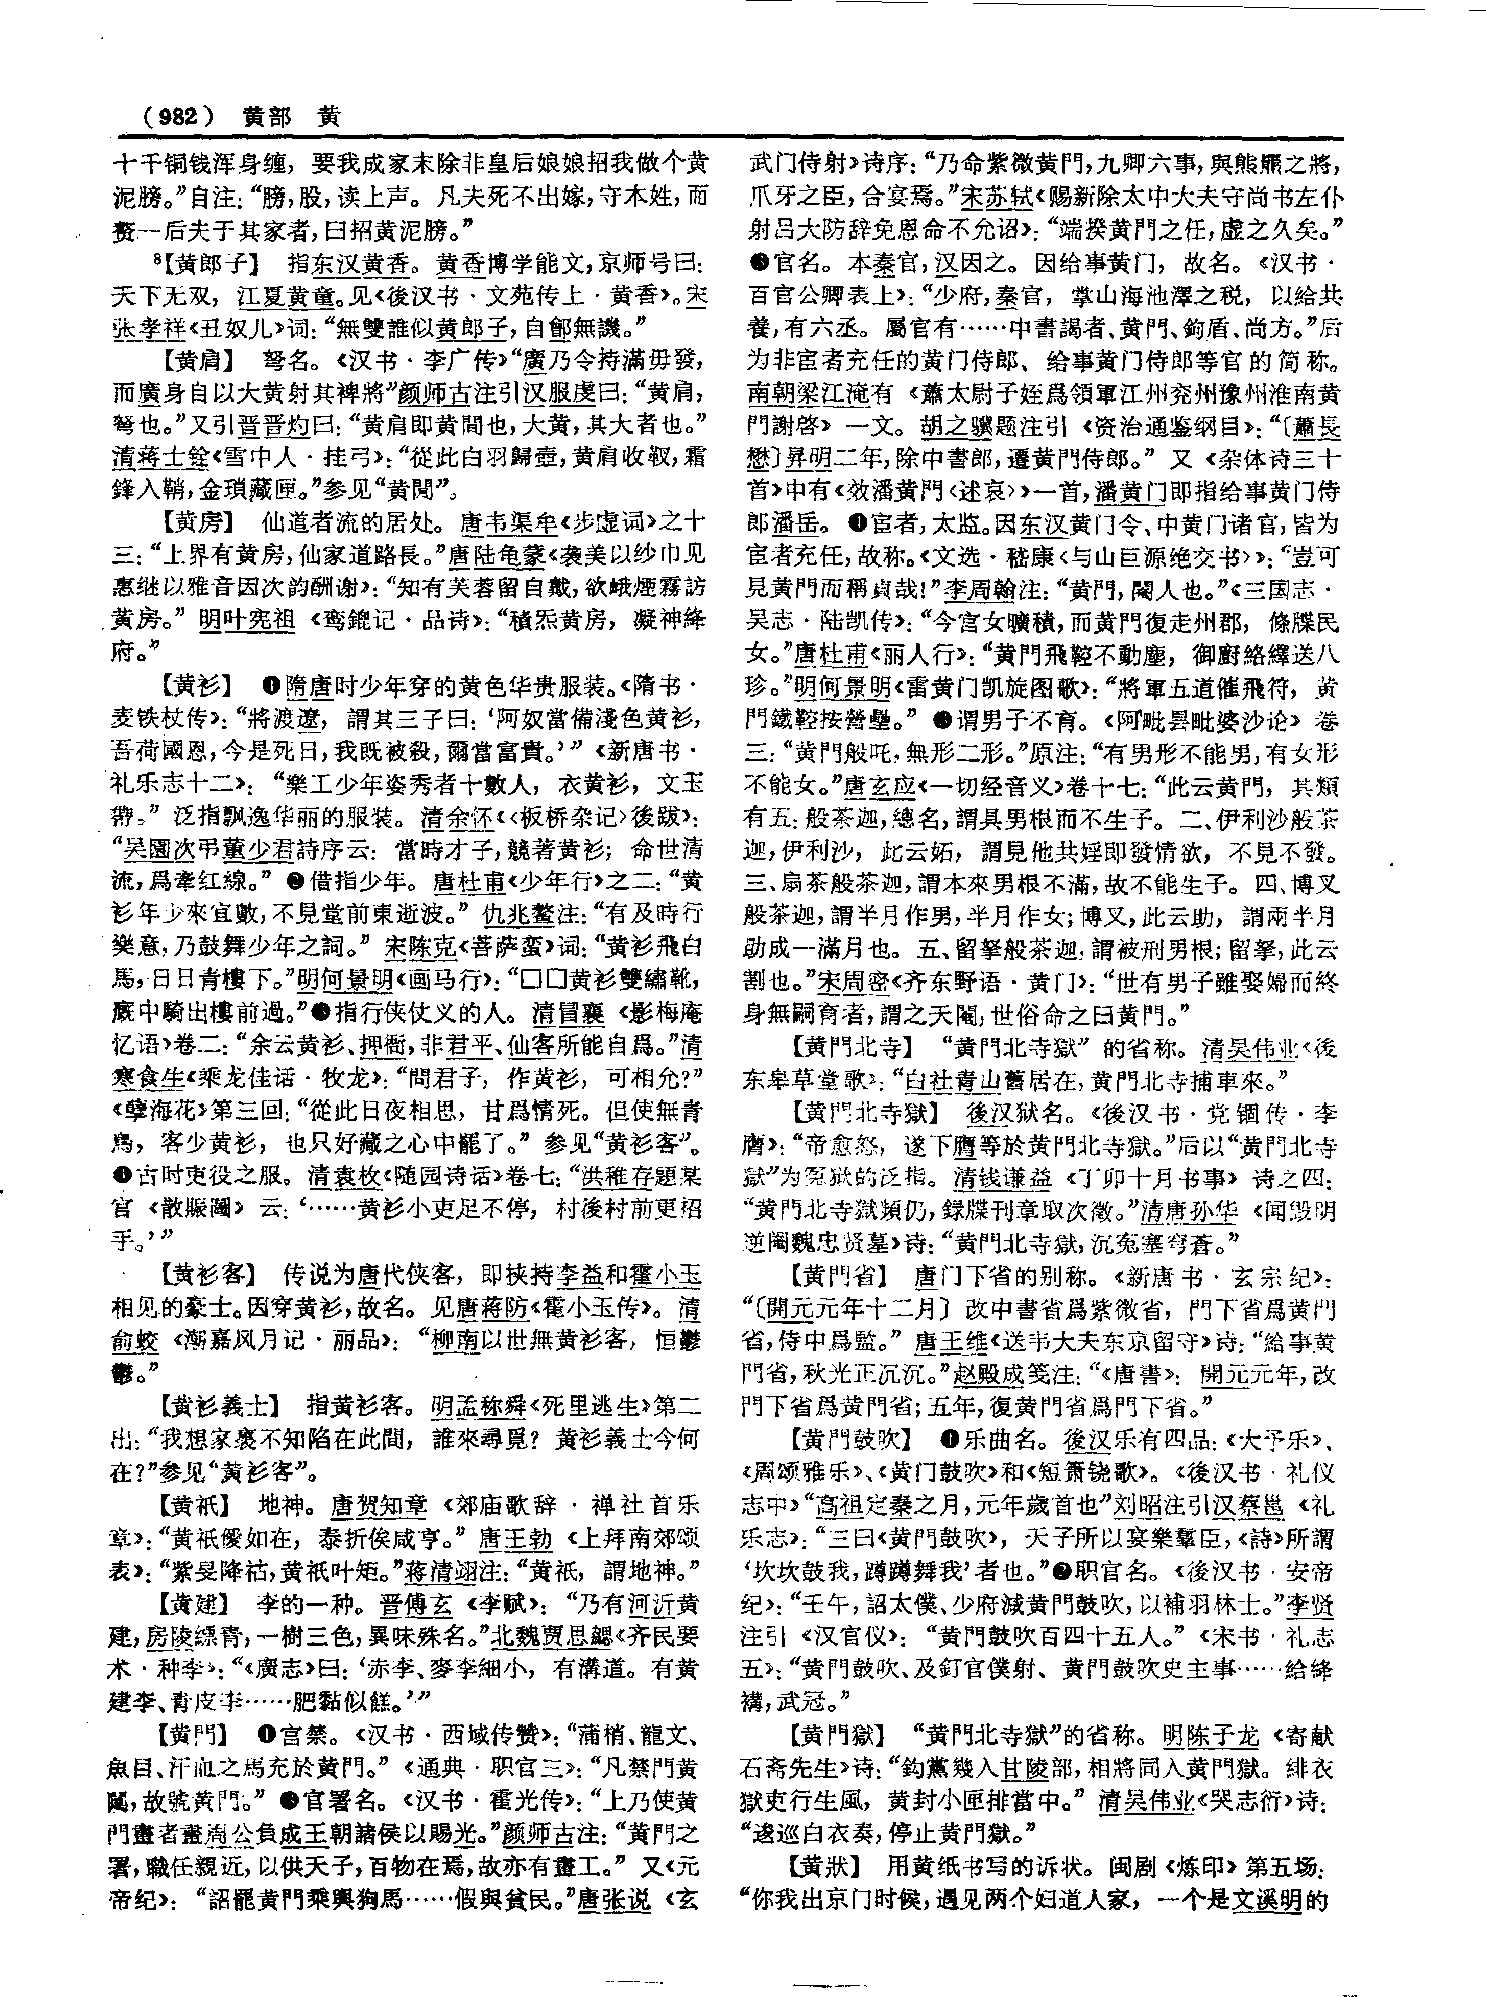 （982） 黄部 黄
十千铜钱浑身缠，要我成家末除非皇后娘娘招我做个黄
泥膀。”自注：“膀，股，读上声。凡夫死不出嫁，守本姓，而
赘一后夫于其家者，曰招黄泥膀。”
8【黄郎子】 指东汉黄香。黄香博学能文，京师号曰：
天下无双，江夏黄童。见《後汉书·文苑传上·黄香》。宋
张孝祥《丑奴儿》词：“無雙誰似黄郎子，自郐無譏。”
【黄肩】 弩名。《汉书·李广传》“廣乃令持滿毋發，
而廣身自以大黄射其裨將”颜师古注引汉服虔曰：“黄肩，
弩也。”又引晋晋灼曰：“黄肩即黄間也，大黄，其大者也。”
清蒋士铨《雪中人·挂弓》：“從此白羽歸壺，黄肩收靫，霜
鋒入鞘，金瑣藏匣。”参见“黄閒”。
【黄房】 仙道者流的居处。唐韦渠牟《步虚词》之十
三：“上界有黄房，仙家道路長。”唐陆龟蒙《袭美以纱巾见
惠继以雅音因次韵酬谢》：“知有芙蓉留自戴，欲峨煙霧訪
黄房。”明叶宪祖《鸾鎞记·品诗》：“積炁黄房，凝神絳
府。”
【黄衫】 ❶隋唐时少年穿的黄色华贵服装。《隋书·
麦铁杖传》：“將渡遼，謂其三子曰：‘阿奴當備淺色黄衫，
吾荷國恩，今是死日，我既被殺，爾當富貴。’”《新唐书·
礼乐志十二》：“樂工少年姿秀者十數人，衣黄衫，文玉
帶。”泛指飘逸华丽的服装。清余怀《〈板桥杂记〉後跋》：
“吴園次弔董少君詩序云：當時才子，競著黄衫；命世清
流，爲牽红線。”❷借指少年。唐杜甫《少年行》之二：“黄
衫年少來宜數，不見堂前東逝波。”仇兆鳌注：“有及時行
樂意，乃鼓舞少年之詞。”宋陈克《菩萨蛮》词：“黄衫飛白
馬，日日青樓下。”明何景明《画马行》：“□□黄衫雙繡靴，
廐中騎出樓前過。”❸指行侠仗义的人。清冒襄《影梅庵
忆语》卷二：“余云黄衫、押衙，非君平、仙客所能自爲。”清
寒食生《乘龙佳话·牧龙》：“問君子，作黄衫，可相允？”
《孽海花》第三回：“從此日夜相思，甘爲情死。但使無青
鳥，客少黄衫，也只好藏之心中罷了。”参见“黄衫客”。
❹古时吏役之服。清袁枚《随园诗话》卷七：“洪稚存題某
官《散賑圖》云：‘……黄衫小吏足不停，村後村前更招
手。’”
【黄衫客】 传说为唐代侠客，即挟持李益和霍小玉
相见的豪士。因穿黄衫，故名。见唐蒋防《霍小玉传》。清
俞蛟《潮嘉风月记·丽品》：“柳南以世無黄衫客，恒鬱
鬱。”
【黄衫義士】 指黄衫客。明孟称舜《死里逃生》第二
出：“我想家裏不知陷在此間，誰來尋覓？黄衫義士今何
在？”参见“黄衫客”。
【黄祇】 地神。唐贺知章《郊庙歌辞·禅社首乐
章》：“黄祇僾如在，泰折俟咸亨。”唐王勃《上拜南郊颂
表》：“紫旻降祜，黄祇叶矩。”蒋清翊注：“黄祇，謂地神。”
【黄建】 李的一种。晋傅玄《李赋》：“乃有河沂黄
建，房陵缥青，一樹三色，異味殊名。”北魏贾思勰《齐民要
术·种李》：“《廣志》曰：‘赤李、麥李細小，有溝道。有黄
建李、青皮李……肥黏似餻。’”
【黄門】 ❶宫禁。《汉书·西域传赞》：“蒲梢、龍文、
魚目、汗血之馬充於黄門。”《通典·职官三》：“凡禁門黄
闥，故號黄門。”❷官署名。《汉书·霍光传》：“上乃使黄
門畫者畫周公負成王朝諸侯以賜光。”颜师古注：“黄門之
署，職任親近，以供天子，百物在焉，故亦有畫工。”又《元
帝纪》：“詔罷黄門乘輿狗馬……假與貧民。”唐张说《玄
武门侍射》诗序：“乃命紫微黄門，九卿六事，與熊羆之將，
爪牙之臣，合宴焉。”宋苏轼《赐新除太中大夫守尚书左仆
射吕大防辞免恩命不允诏》：“端揆黄門之任，虚之久矣。”
❸官名。本秦官，汉因之。因给事黄门，故名。《汉书·
百官公卿表上》：“少府，秦官，掌山海池澤之税，以給共
養，有六丞。屬官有……中書謁者、黄門、鉤盾、尚方。”后
为非宦者充任的黄门侍郎、给事黄门侍郎等官的简称。
南朝梁江淹有《蕭太尉子姪爲領軍江州兖州豫州淮南黄
門謝啓》一文。胡之骥题注引《资治通鉴纲目》：“〔蕭長
懋〕昇明二年，除中書郎，遷黄門侍郎。”又《杂体诗三十
首》中有《效潘黄門〈述哀〉》一首，潘黄门即指给事黄门侍
郎潘岳。❹宦者，太监。因东汉黄门令、中黄门诸官，皆为
宦者充任，故称。《文选·嵇康〈与山巨源绝交书〉》：“豈可
見黄門而稱貞哉！”李周翰注：“黄門，閹人也。”《三国志·
吴志·陆凯传》：“今宫女曠積，而黄門復走州郡，條牒民
女。”唐杜甫《丽人行》：“黄門飛鞚不動塵，御廚絡繹送八
珍。”明何景明《雷黄门凯旋图歌》：“將軍五道催飛符，黄
門鐵鞚按營壘。”❺谓男子不育。《阿毗昙毗婆沙论》卷
三：“黄門般吒，無形二形。”原注：“有男形不能男，有女形
不能女。”唐玄应《一切经音义》卷十七：“此云黄門，其類
有五：般荼迦，總名，謂具男根而不生子。二、伊利沙般荼
迦，伊利沙，此云妬，謂見他共婬即發情欲，不見不發。
三、扇荼般荼迦，謂本來男根不滿，故不能生子。四、博叉
般荼迦，謂半月作男，半月作女；博叉，此云助，謂兩半月
助成一滿月也。五、留拏般荼迦，謂被刑男根；留拏，此云
割也。”宋周密《齐东野语·黄门》：“世有男子雖娶婦而終
身無嗣育者，謂之天閹，世俗命之曰黄門。”
【黄門北寺】 “黄門北寺獄”的省称。清吴伟业《後
东皋草堂歌》：“白社青山舊居在，黄門北寺捕車來。”
【黄門北寺獄】 後汉狱名。《後汉书·党锢传·李
膺》：“帝愈怒，遂下膺等於黄門北寺獄。”后以“黄門北寺
獄”为冤狱的泛指。清钱谦益《丁卯十月书事》诗之四：
“黄門北寺獄頻仍，錄牒刊章取次徵。”清唐孙华《闻毁明
逆阉魏忠贤墓》诗：“黄門北寺獄，沉冤塞穹蒼。”
【黄門省】 唐门下省的别称。《新唐书·玄宗纪》：
“〔開元元年十二月〕改中書省爲紫微省，門下省爲黄門
省，侍中爲監。”唐王维《送韦大夫东京留守》诗：“給事黄
門省，秋光正沉沉。”赵殿成笺注：“《唐書》：開元元年，改
門下省爲黄門省；五年，復黄門省爲門下省。”
【黄門鼓吹】 ❶乐曲名。後汉乐有四品：《大予乐》、
《周颂雅乐》、《黄门鼓吹》和《短箫铙歌》。《後汉书·礼仪
志中》“高祖定秦之月，元年歲首也”刘昭注引汉蔡邕《礼
乐志》：“三曰《黄門鼓吹》，天子所以宴樂羣臣，《詩》所謂
‘坎坎鼓我，蹲蹲舞我’者也。”❷职官名。《後汉书·安帝
纪》：“壬午，詔太僕、少府減黄門鼓吹，以補羽林士。”李贤
注引《汉官仪》：“黄門鼓吹百四十五人。”《宋书·礼志
五》：“黄門鼓吹、及釘官僕射、黄門鼓吹史主事……給絳
褠，武冠。”
【黄門獄】 “黄門北寺獄”的省称。明陈子龙《寄献
石斋先生》诗：“鈎黨幾入甘陵部，相將同入黄門獄。緋衣
獄吏行生風，黄封小匣排當中。”清吴伟业《哭志衍》诗：
“逡巡白衣奏，停止黄門獄。”
【黄狀】 用黄纸书写的诉状。闽剧《炼印》第五场：
“你我出京门时候，遇见两个妇道人家，一个是文溪明的